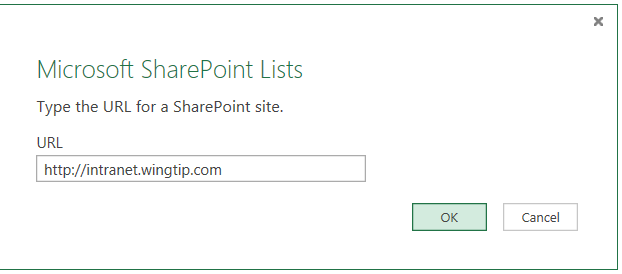 Microsoft SharePoint Lists
Type the URL for a SharePoint site.
URL
http://intranet.wingtip.com
OK
Cancel